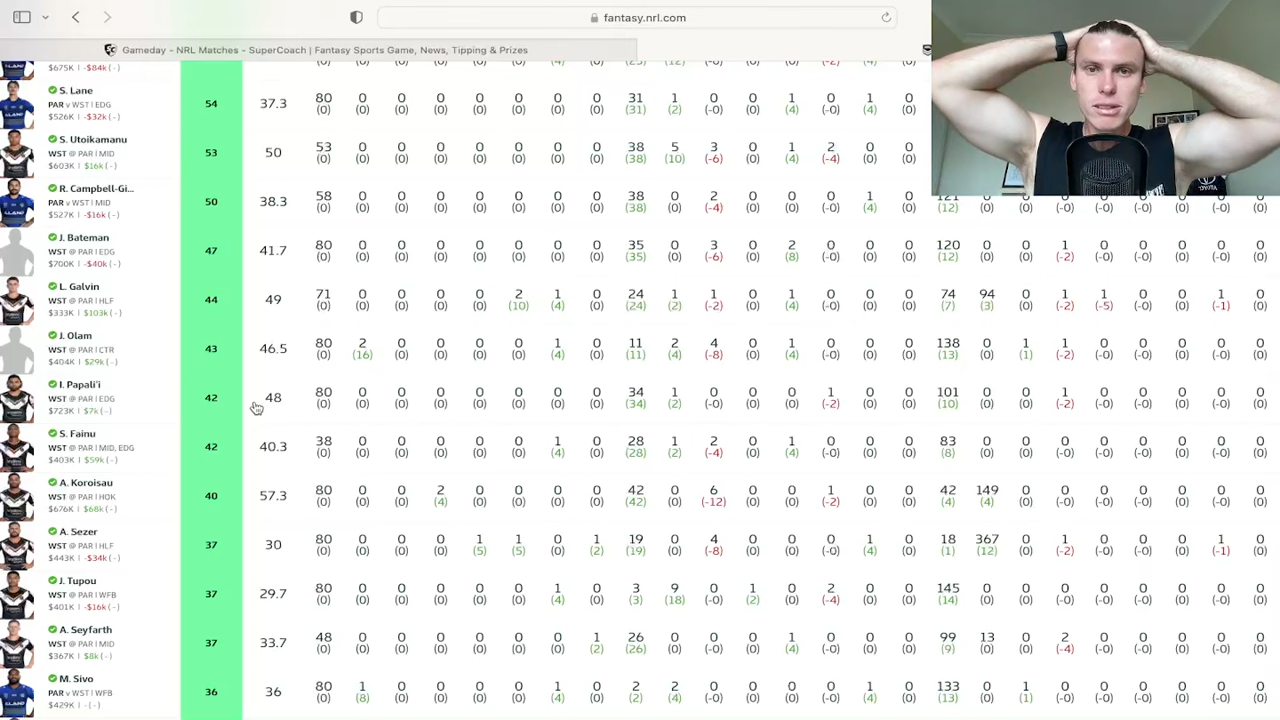 fantasy.nrl.com
Gameday - NRL Matches - SuperCoach | Fantasy Sports Game, News, Tipping & Prizes
$675K | -$84k (-) (0) (0) (0) (0) (0) (0) (4) (0) (12) (-2) (4) (0)
S. Lane
PAR v WST | EDG
$526K | -$32k (-)
54 37.3 80 0 0 0 0 0 0 0 31 1 0 0 1 0 1 0
(0) (0) (0) (0) (0) (0) (0) (0) (31) (2) (-0) (0) (4) (-0) (4) (0)
S. Utoikamanu
WST @ PAR | MID
$603K | $16k (-)
53 50 53 0 0 0 0 0 0 0 38 5 3 0 1 2 0 0
(0) (0) (0) (0) (0) (0) (0) (0) (38) (10) (-6) (0) (4) (-4) (0) (0)
R. Campbell-Gi...
PAR v WST | MID
$527K | -$16k (-)
50 38.3 58 0 0 0 0 0 0 0 38 0 2 0 0 0 1 0 121 0 0 0 0 0 0 0 0
(0) (0) (0) (0) (0) (0) (0) (0) (38) (0) (-4) (0) (0) (-0) (4) (0) (12) (0) (0) (-0) (-0) (-0) (-0) (-0) (0)
J. Bateman
WST @ PAR | EDG
$700K | -$40k (-)
47 41.7 80 0 0 0 0 0 0 0 35 0 3 0 2 0 0 0 120 0 0 1 0 0 0 0 0
(0) (0) (0) (0) (0) (0) (0) (0) (35) (0) (-6) (0) (8) (-0) (0) (0) (12) (0) (0) (-2) (-0) (-0) (-0) (-0) (0)
L. Galvin
WST @ PAR | HLF
$333K | $103k (-)
44 49 71 0 0 0 0 2 1 0 24 1 1 0 1 0 0 0 74 94 0 1 1 0 0 1 0
(0) (0) (0) (0) (0) (10) (4) (0) (24) (2) (-2) (0) (4) (-0) (0) (0) (7) (3) (0) (-2) (-5) (-0) (-0) (-1) (0)
J. Olam
WST @ PAR | CTR
$404K | $29k (-)
43 46.5 80 2 0 0 0 0 1 0 11 2 4 0 1 0 0 0 138 0 1 1 0 0 0 0 0
(0) (16) (0) (0) (0) (0) (4) (0) (11) (4) (-8) (0) (4) (-0) (0) (0) (13) (0) (1) (-2) (-0) (-0) (-0) (-0) (0)
I. Papali'i
WST @ PAR | EDG
$723K | $7k (-)
42 48 80 0 0 0 0 0 0 0 34 1 0 0 0 1 0 0 101 0 0 1 0 0 0 0 0
(0) (0) (0) (0) (0) (0) (0) (0) (34) (2) (-0) (0) (0) (-2) (0) (0) (10) (0) (0) (-2) (-0) (-0) (-0) (-0) (0)
S. Fainu
WST @ PAR | MID, EDG
$403K | $59k (-)
42 40.3 38 0 0 0 0 0 1 0 28 1 2 0 1 0 0 0 83 0 0 0 0 0 0 0 0
(0) (0) (0) (0) (0) (0) (4) (0) (28) (2) (-4) (0) (4) (-0) (0) (0) (8) (0) (0) (-0) (-0) (-0) (-0) (-0) (0)
A. Koroisau
WST @ PAR | HOK
$676K | $68k (-)
40 57.3 80 0 0 2 0 0 0 0 42 0 6 0 0 1 0 0 42 149 0 0 0 0 0 0 0
(0) (0) (0) (4) (0) (0) (0) (0) (42) (0) (-12) (0) (0) (-2) (0) (0) (4) (4) (0) (-0) (-0) (-0) (-0) (-0) (0)
A. Sezer
WST @ PAR | HLF
$443K | -$34k (-)
37 30 80 0 0 0 1 1 0 1 19 0 4 0 0 0 1 0 18 367 0 1 0 0 0 1 0
(0) (0) (0) (0) (5) (5) (0) (2) (19) (0) (-8) (0) (0) (-0) (4) (0) (1) (12) (0) (-2) (-0) (-0) (-0) (-1) (0)
J. Tupou
WST @ PAR | WFB
$401K | -$16k (-)
37 29.7 80 0 0 0 0 0 1 0 3 9 0 1 0 2 0 0 145 0 0 0 0 0 0 0 0
(0) (0) (0) (0) (0) (0) (4) (0) (3) (18) (-0) (2) (0) (-4) (0) (0) (14) (0) (0) (-0) (-0) (-0) (-0) (-0) (0)
A. Seyfarth
WST @ PAR | MID
$367K | $8k (-)
37 33.7 48 0 0 0 0 0 0 1 26 0 0 0 1 0 0 0 99 13 0 2 0 0 0 0 0
(0) (0) (0) (0) (0) (0) (0) (2) (26) (0) (-0) (0) (4) (-0) (0) (0) (9) (0) (0) (-4) (-0) (-0) (-0) (-0) (0)
M. Sivo
PAR v WST | WFB
$429K | -(-)
36 36 80 1 0 0 0 0 1 0 2 2 0 0 0 0 1 0 133 0 1 0 0 0 0 0 0
(0) (8) (0) (0) (0) (0) (4) (0) (2) (4) (-0) (0) (0) (-0) (4) (0) (13) (0) (1) (-0) (-0) (-0) (-0) (-0) (0)
TOYOTA